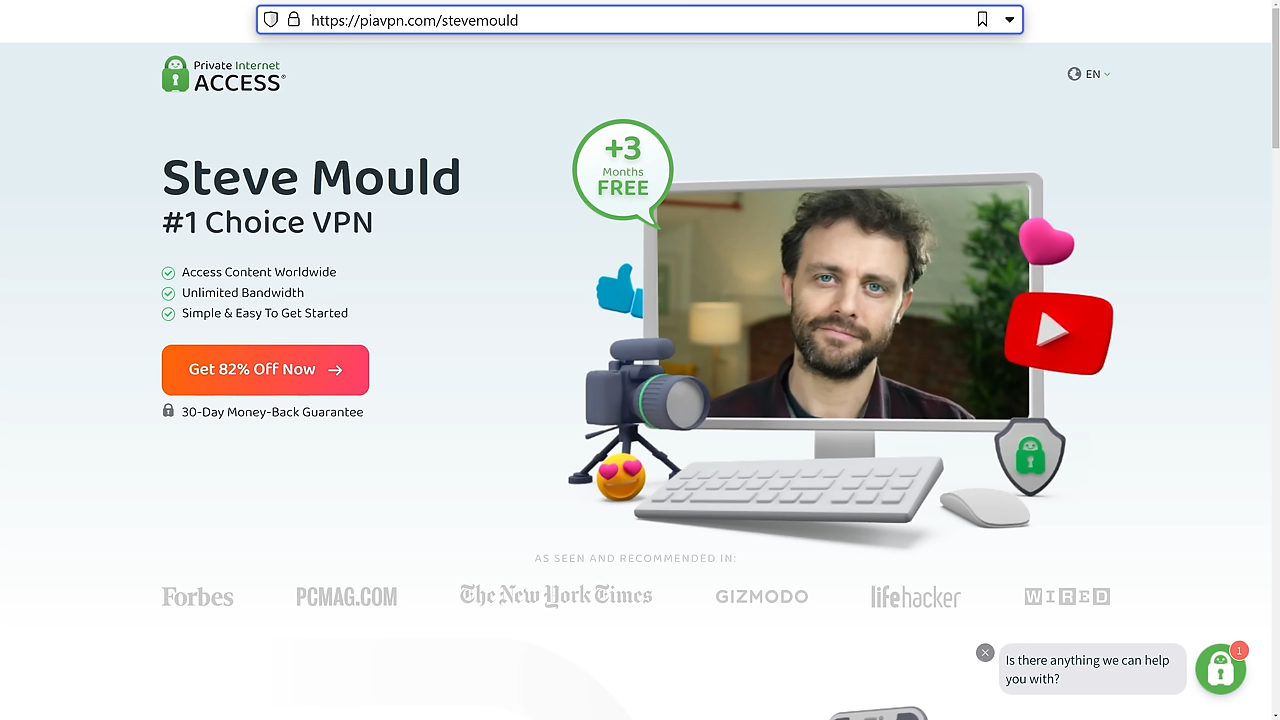 https://piavpn.com/stevemould
Private Internet
ACCESS®
EN
+3
Months
FREE
Steve Mould
#1 Choice VPN
Access Content Worldwide
Unlimited Bandwidth
Simple & Easy To Get Started
Get 82% Off Now
30-Day Money-Back Guarantee
AS SEEN AND RECOMMENDED IN:
Forbes
PCMAG.COM
The New York Times
GIZMODO
lifehacker
WIRED
1
Is there anything we can help
you with?